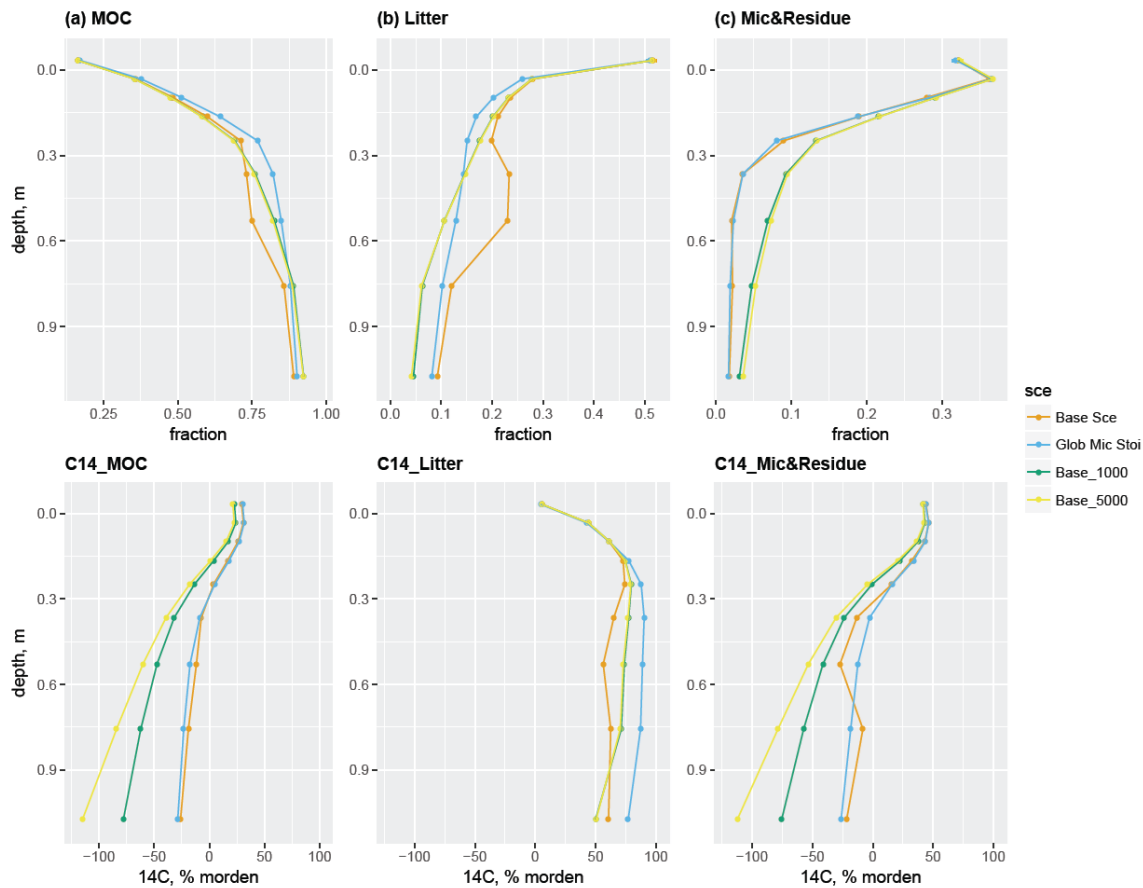 (a) MOC
(b) Litter
(c) Mic&Residue
0.0
0.3
0.6
0.9
depth, m
0.25 0.50 0.75 1.00
0.0 0.1 0.2 0.3 0.4 0.5
0.0 0.1 0.2 0.3
fraction
fraction
fraction
sce
Base Sce
Glob Mic Stoi
Base_1000
Base_5000
C14_MOC
C14_Litter
C14_Mic&Residue
0.0
0.3
0.6
0.9
depth, m
−100 −50 0 50 100
−100 −50 0 50 100
−100 −50 0 50 100
14C, % morden
14C, % morden
14C, % morden